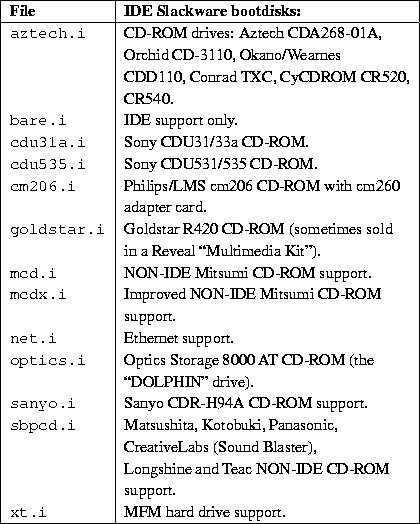 File IDE Slackware bootdisks:
aztech.i CD-ROM drives: Aztech CDA268-01A,
Orchid CD-3110, Okano/Wearnes
CDD110, Conrad TXC, CyCDROM CR520,
CR540.
bare.i IDE support only.
cdu31a.i Sony CDU31/33a CD-ROM.
cdu535.i Sony CDU531/535 CD-ROM.
cm206.i Philips/LMS cm206 CD-ROM with cm260
adapter card.
goldstar.i Goldstar R420 CD-ROM (sometimes sold
in a Reveal “Multimedia Kit”).
mcd.i NON-IDE Mitsumi CD-ROM support.
mcdx.i Improved NON-IDE Mitsumi CD-ROM
support.
net.i Ethernet support.
optics.i Optics Storage 8000 AT CD-ROM (the
“DOLPHIN” drive).
sanyo.i Sanyo CDR-H94A CD-ROM support.
sbpcd.i Matsushita, Kotobuki, Panasonic,
CreativeLabs (Sound Blaster),
Longshine and Teac NON-IDE CD-ROM
support.
xt.i MFM hard drive support.